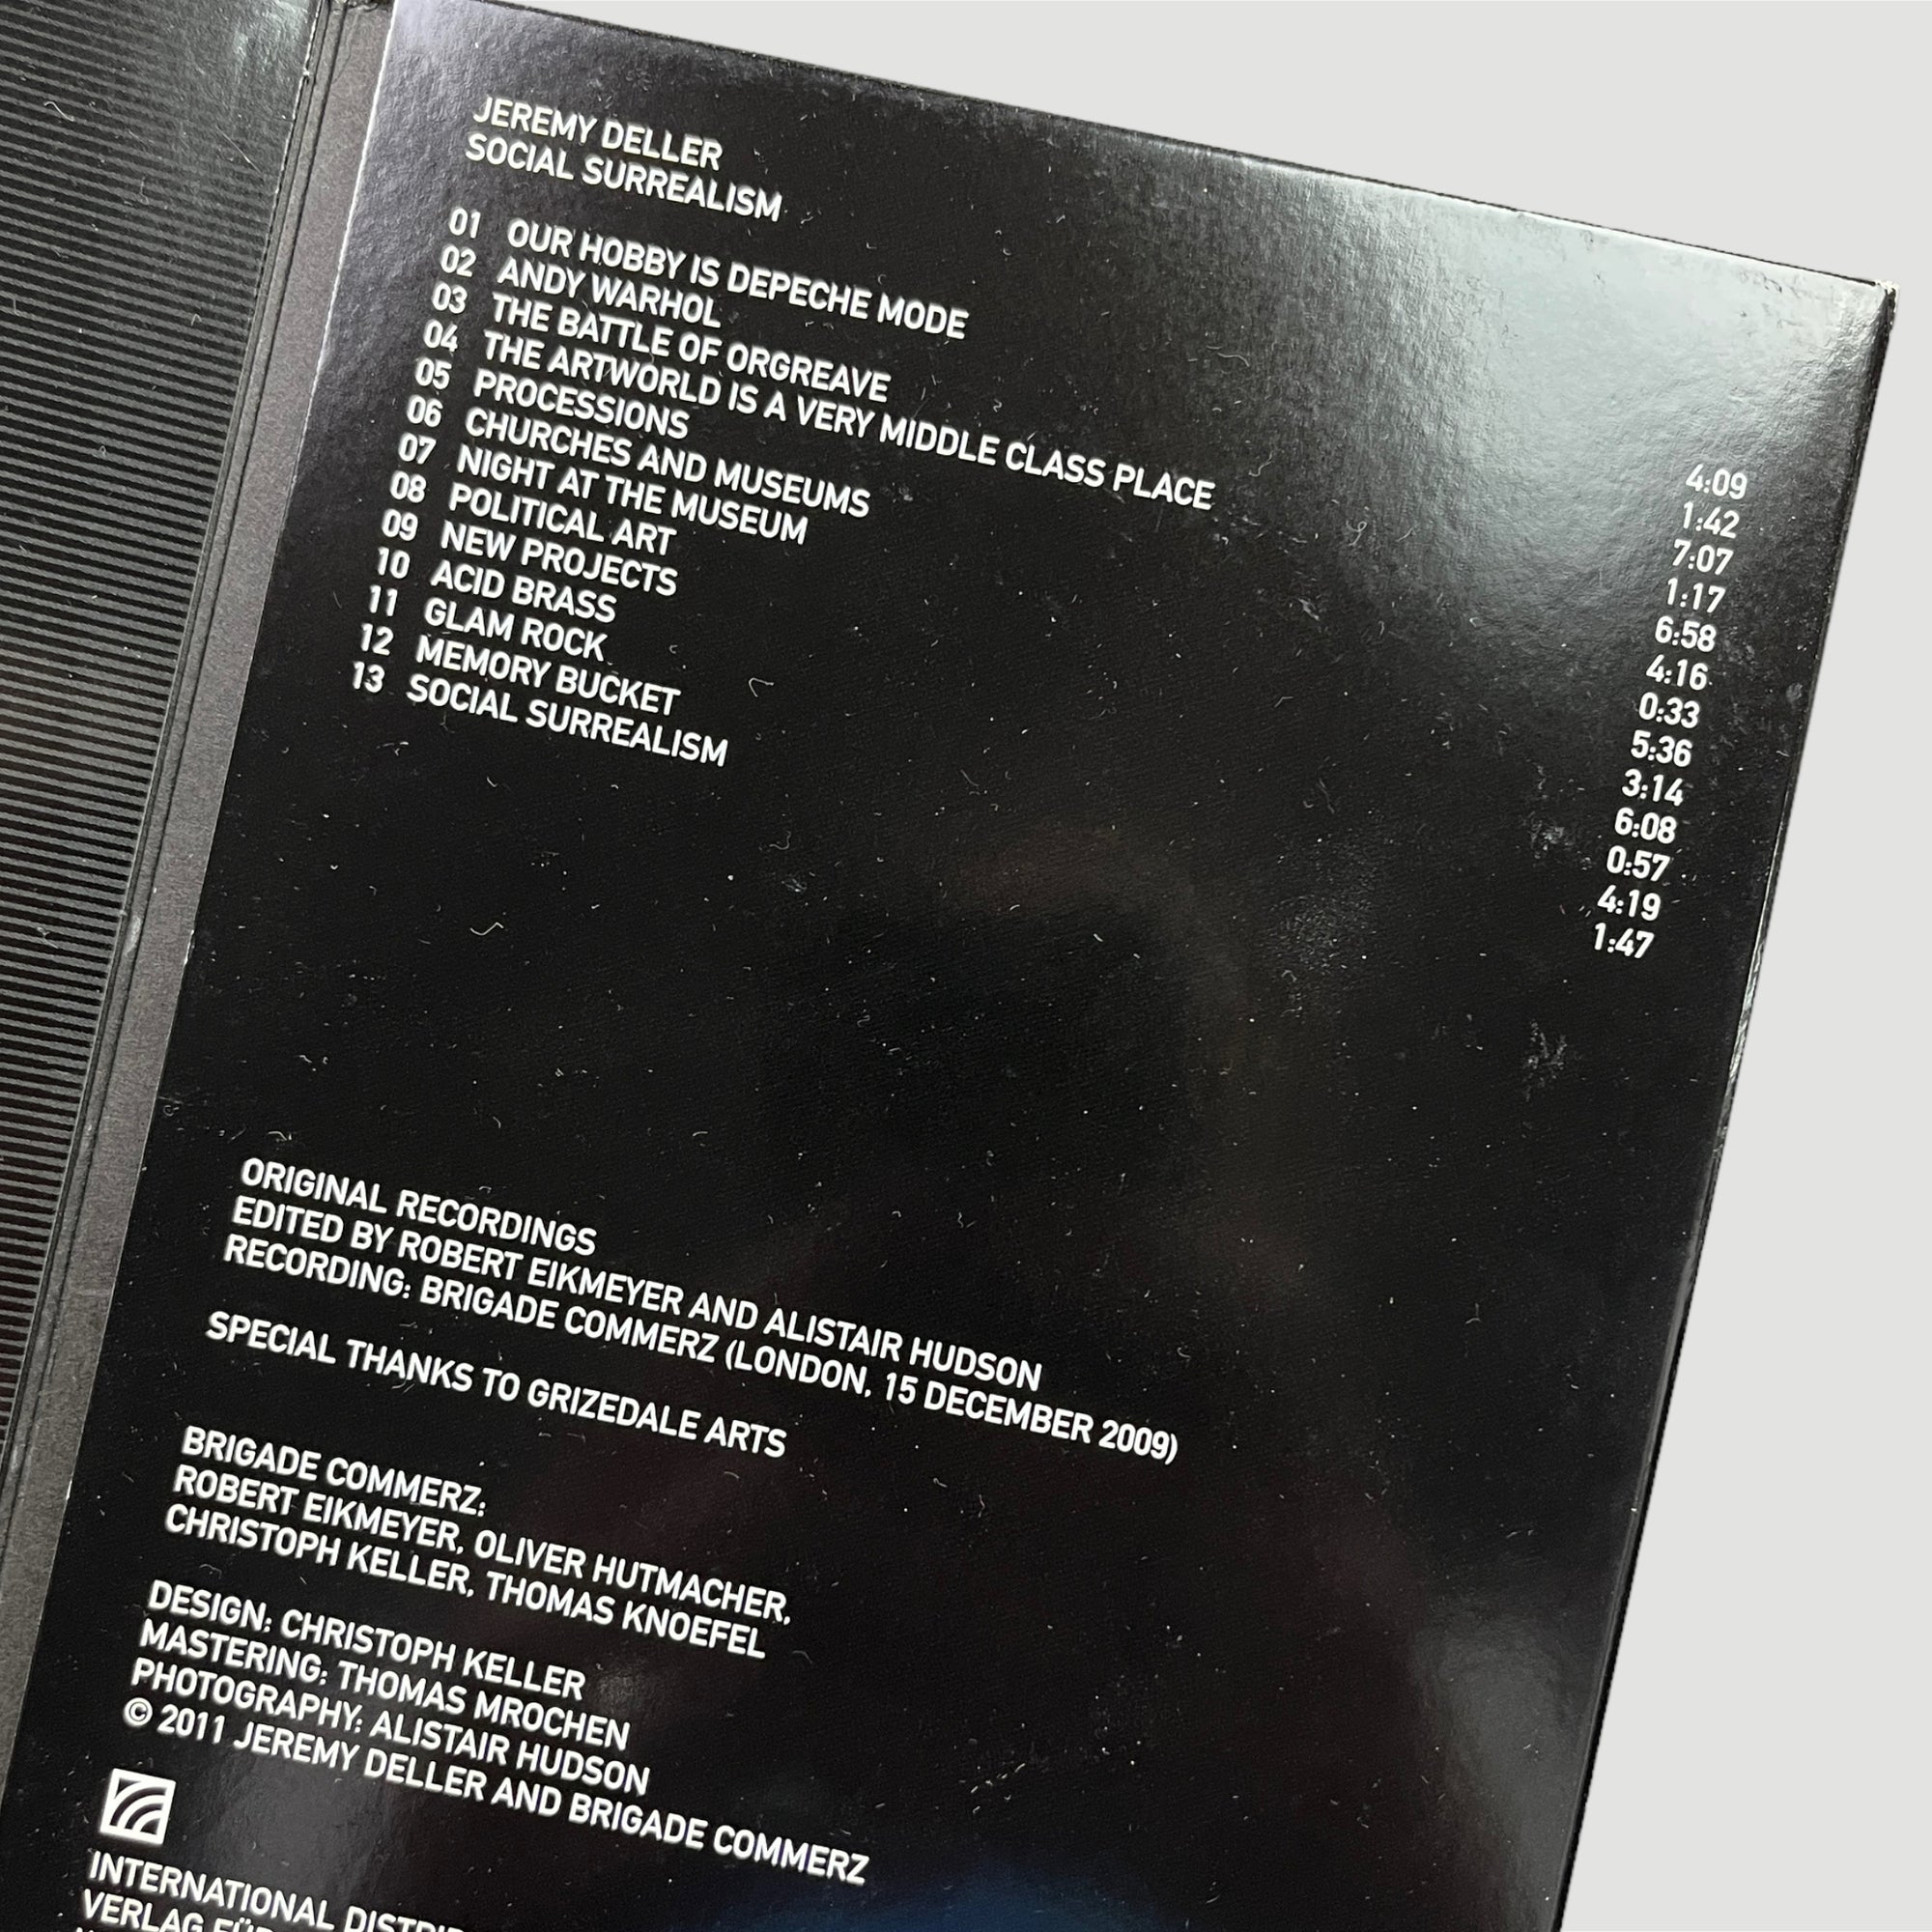 JEREMY DELLER
SOCIAL SURREALISM
01 OUR HOBBY IS DEPECHE MODE 4:09
02 ANDY WARHOL 1:42
03 THE BATTLE OF ORGREAVE 7:07
04 THE ARTWORLD IS A VERY MIDDLE CLASS PLACE 1:17
05 PROCESSIONS 6:58
06 CHURCHES AND MUSEUMS 4:16
07 NIGHT AT THE MUSEUM 0:33
08 POLITICAL ART 5:36
09 NEW PROJECTS 3:14
10 ACID BRASS 6:08
11 GLAM ROCK 0:57
12 MEMORY BUCKET 4:19
13 SOCIAL SURREALISM 1:47
ORIGINAL RECORDINGS
EDITED BY ROBERT EIKMEYER AND ALISTAIR HUDSON
RECORDING: BRIGADE COMMERZ (LONDON, 15 DECEMBER 2009)
SPECIAL THANKS TO GRIZEDALE ARTS
BRIGADE COMMERZ:
ROBERT EIKMEYER, OLIVER HUTMACHER,
CHRISTOPH KELLER, THOMAS KNOEFEL
DESIGN: CHRISTOPH KELLER
MASTERING: THOMAS MROCHEN
PHOTOGRAPHY: ALISTAIR HUDSON
© 2011 JEREMY DELLER AND BRIGADE COMMERZ
INTERNATIONAL
VERLAG FÜR